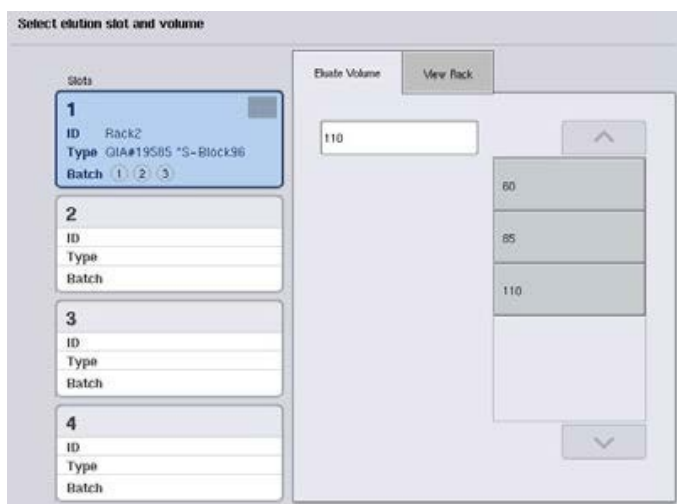 Select elution slot and volume
Slots
1
ID Rack2
Type QIA#19585 *S-Block96
Batch 1 2 3
2
ID
Type
Batch
3
ID
Type
Batch
4
ID
Type
Batch
Eluate Volume
View Rack
110
60
85
110